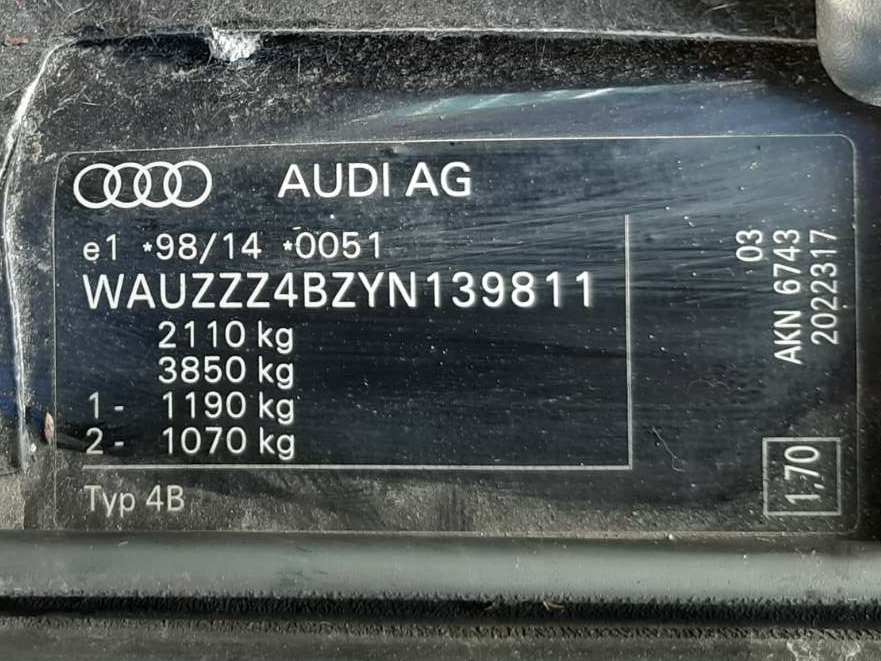 AUDI AG
e1 *98/14 *0051
WAUZZZ4BZYN139811
2110 kg
3850 kg
1 - 1190 kg
2 - 1070 kg
Typ 4B
03
AKN 6743
2022317
1,70